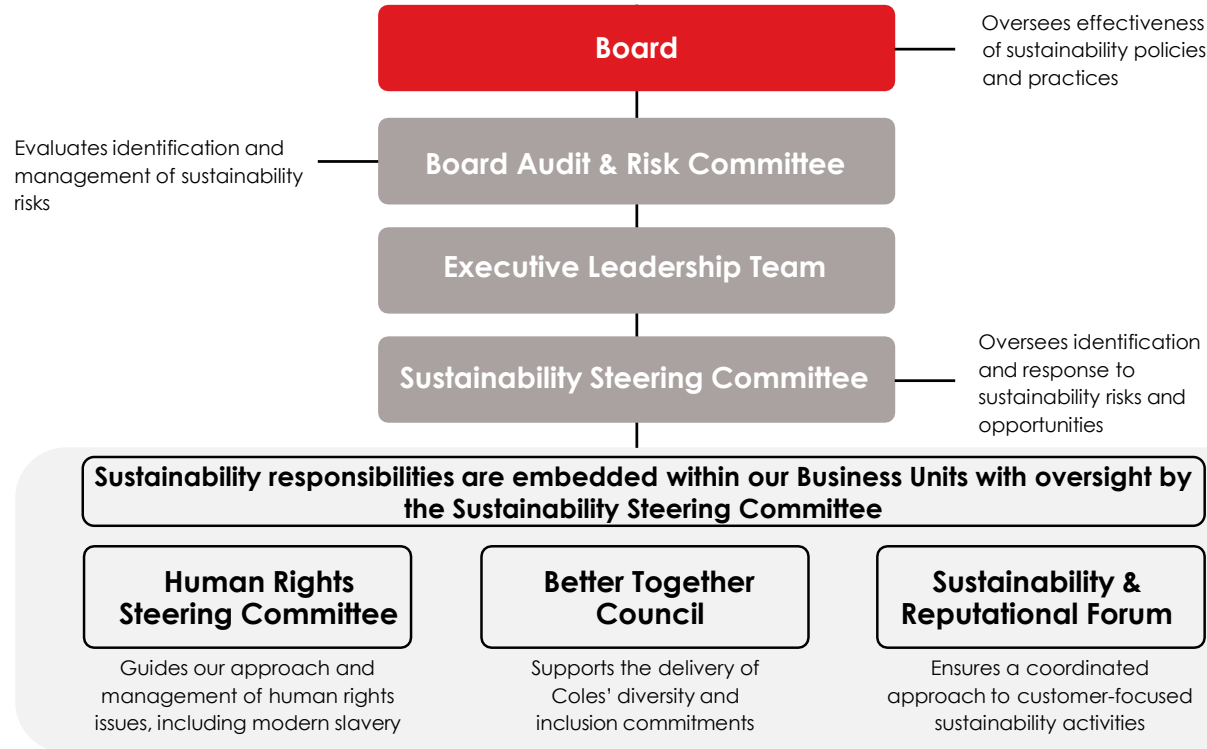 Board
Oversees effectiveness
of sustainability policies
and practices
Evaluates identification and
management of sustainability
risks
Board Audit & Risk Committee
Executive Leadership Team
Sustainability Steering Committee
Oversees identification
and response to
sustainability risks and
opportunities
Sustainability responsibilities are embedded within our Business Units with oversight by
the Sustainability Steering Committee
Human Rights
Steering Committee
Guides our approach and
management of human rights
issues, including modern slavery
Better Together
Council
Supports the delivery of
Coles’ diversity and
inclusion commitments
Sustainability &
Reputational Forum
Ensures a coordinated
approach to customer-focused
sustainability activities